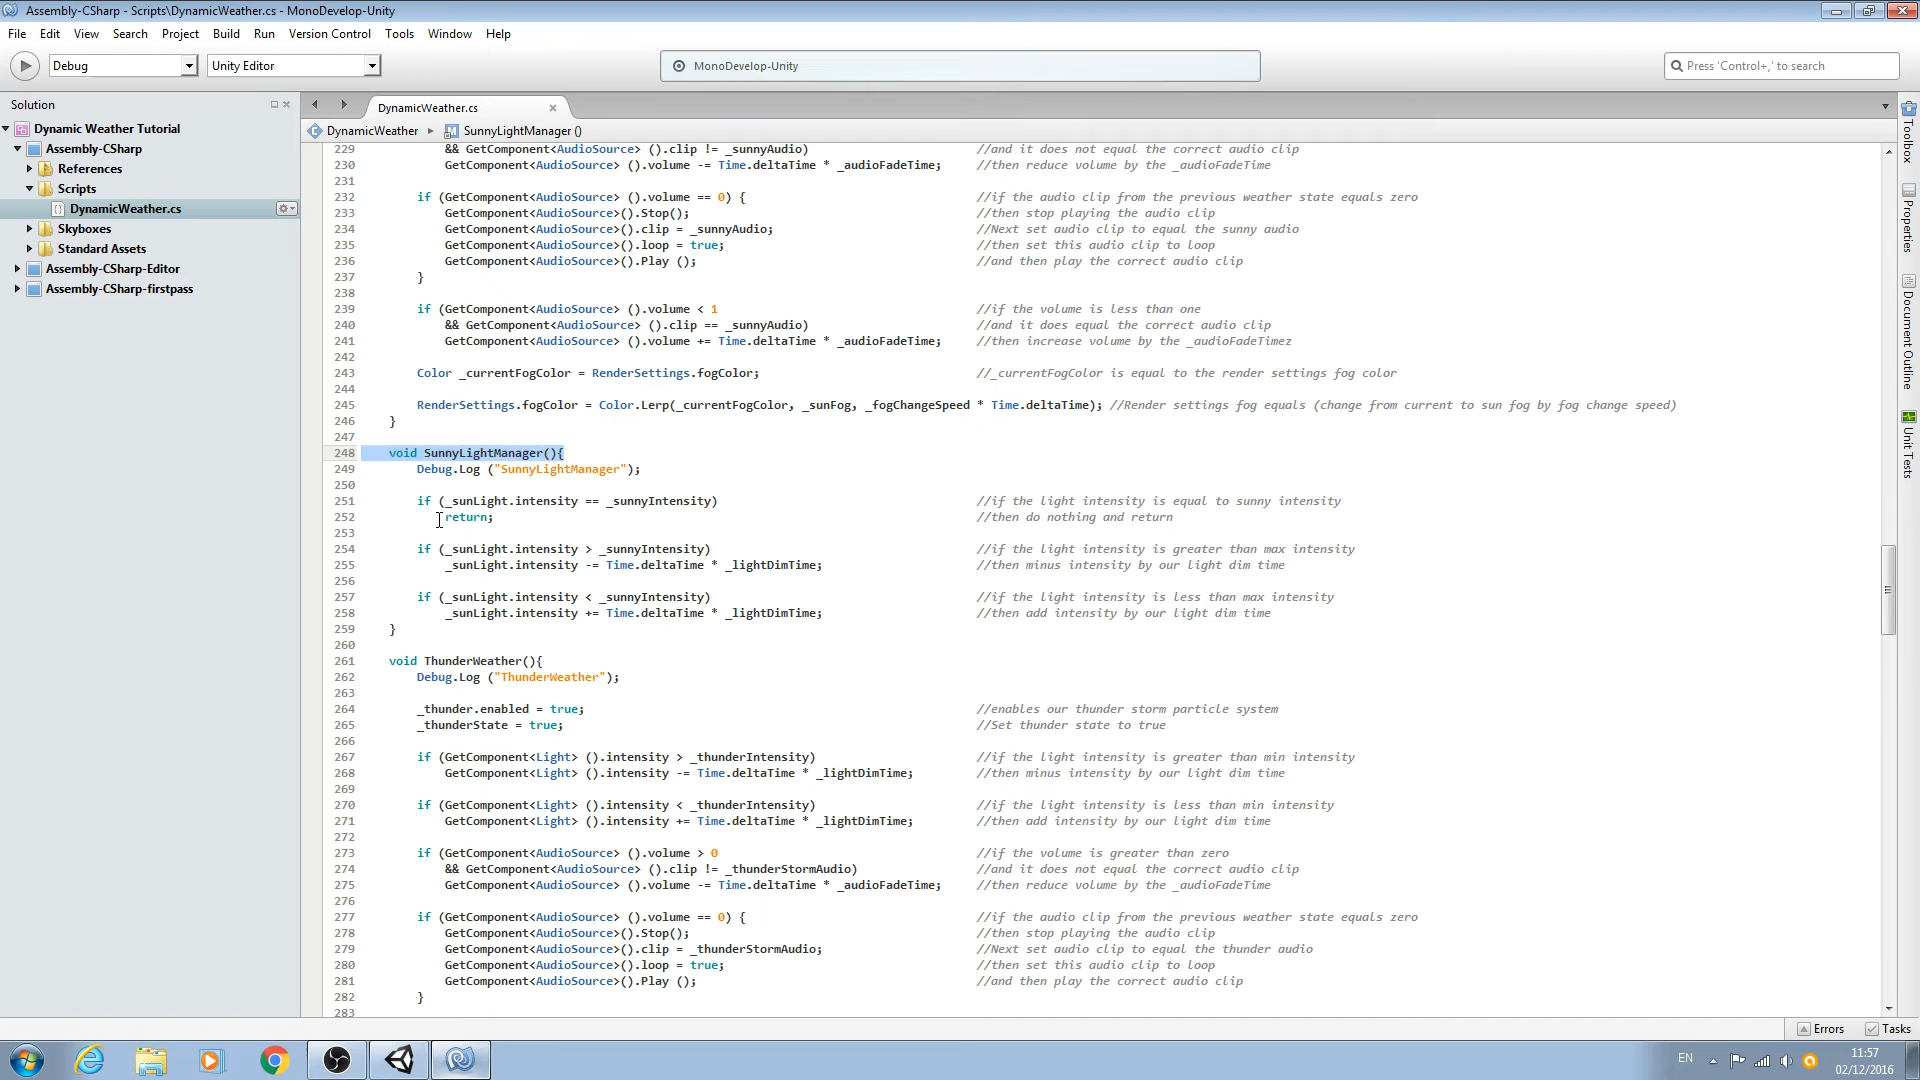 Assembly-CSharp - Scripts\DynamicWeather.cs - MonoDevelop-Unity
File Edit View Search Project Build Run Version Control Tools Window Help
Debug Unity Editor MonoDevelop-Unity Press 'Control+,' to search
Solution
Dynamic Weather Tutorial
Assembly-CSharp
References
Scripts
DynamicWeather.cs
Skyboxes
Standard Assets
Assembly-CSharp-Editor
Assembly-CSharp-firstpass
DynamicWeather.cs
DynamicWeather SunnyLightManager ()
229 && GetComponent<AudioSource> ().clip != _sunnyAudio) //and it does not equal the correct audio clip
230 GetComponent<AudioSource> ().volume -= Time.deltaTime * _audioFadeTime; //then reduce volume by the _audioFadeTime
231
232 if (GetComponent<AudioSource> ().volume == 0) { //if the audio clip from the previous weather state equals zero
233 GetComponent<AudioSource>().Stop(); //then stop playing the audio clip
234 GetComponent<AudioSource>().clip = _sunnyAudio; //Next set audio clip to equal the sunny audio
235 GetComponent<AudioSource>().loop = true; //then set this audio clip to loop
236 GetComponent<AudioSource>().Play (); //and then play the correct audio clip
237 }
238
239 if (GetComponent<AudioSource> ().volume < 1 //if the volume is less than one
240 && GetComponent<AudioSource> ().clip == _sunnyAudio) //and it does equal the correct audio clip
241 GetComponent<AudioSource> ().volume += Time.deltaTime * _audioFadeTime; //then increase volume by the _audioFadeTimez
242
243 Color _currentFogColor = RenderSettings.fogColor; //_currentFogColor is equal to the render settings fog color
244
245 RenderSettings.fogColor = Color.Lerp(_currentFogColor, _sunFog, _fogChangeSpeed * Time.deltaTime); //Render settings fog equals (change from current to sun fog by fog change speed)
246 }
247
248 void SunnyLightManager(){
249 Debug.Log ("SunnyLightManager");
250
251 if (_sunLight.intensity == _sunnyIntensity) //if the light intensity is equal to sunny intensity
252 return; //then do nothing and return
253
254 if (_sunLight.intensity > _sunnyIntensity) //if the light intensity is greater than max intensity
255 _sunLight.intensity -= Time.deltaTime * _lightDimTime; //then minus intensity by our light dim time
256
257 if (_sunLight.intensity < _sunnyIntensity) //if the light intensity is less than max intensity
258 _sunLight.intensity += Time.deltaTime * _lightDimTime; //then add intensity by our light dim time
259 }
260
261 void ThunderWeather(){
262 Debug.Log ("ThunderWeather");
263
264 _thunder.enabled = true; //enables our thunder storm particle system
265 _thunderState = true; //Set thunder state to true
266
267 if (GetComponent<Light> ().intensity > _thunderIntensity) //if the light intensity is greater than min intensity
268 GetComponent<Light> ().intensity -= Time.deltaTime * _lightDimTime; //then minus intensity by our light dim time
269
270 if (GetComponent<Light> ().intensity < _thunderIntensity) //if the light intensity is less than min intensity
271 GetComponent<Light> ().intensity += Time.deltaTime * _lightDimTime; //then add intensity by our light dim time
272
273 if (GetComponent<AudioSource> ().volume > 0 //if the volume is greater than zero
274 && GetComponent<AudioSource> ().clip != _thunderStormAudio) //and it does not equal the correct audio clip
275 GetComponent<AudioSource> ().volume -= Time.deltaTime * _audioFadeTime; //then reduce volume by the _audioFadeTime
276
277 if (GetComponent<AudioSource> ().volume == 0) { //if the audio clip from the previous weather state equals zero
278 GetComponent<AudioSource>().Stop(); //then stop playing the audio clip
279 GetComponent<AudioSource>().clip = _thunderStormAudio; //Next set audio clip to equal the thunder audio
280 GetComponent<AudioSource>().loop = true; //then set this audio clip to loop
281 GetComponent<AudioSource>().Play (); //and then play the correct audio clip
282 }
283
Toolbox
Properties
Document Outline
Unit Tests
Errors Tasks
EN 11:57
02/12/2016